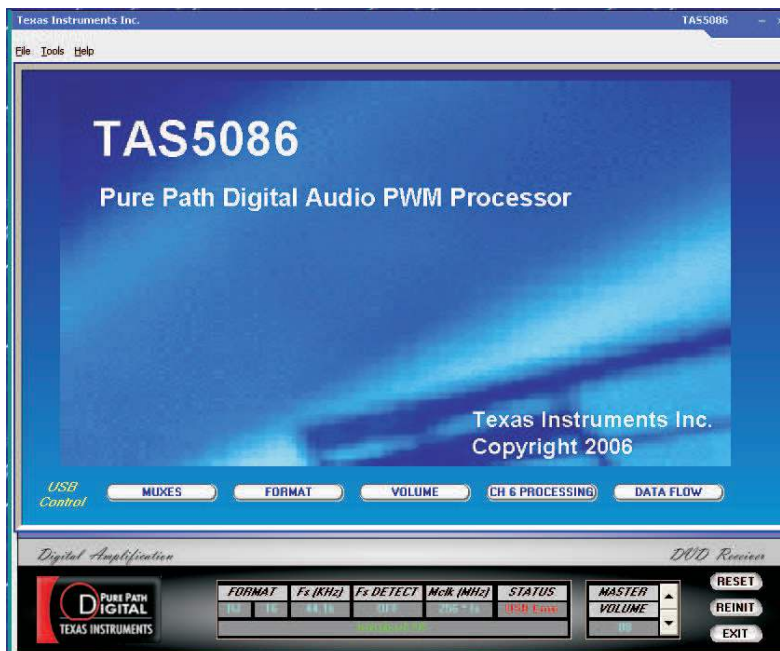 Texas Instruments Inc. TAS5086
File Tools Help
TAS5086
Pure Path Digital Audio PWM Processor
Texas Instruments Inc.
Copyright 2006
USB Control
MUXES FORMAT VOLUME CH 6 PROCESSING DATA FLOW
Digital Amplification DVD Receiver
PURE PATH
DIGITAL
TEXAS INSTRUMENTS
FORMAT Fs (KHz) Fs DETECT Mclk (MHz) STATUS
MASTER
VOLUME
RESET
REINIT
EXIT